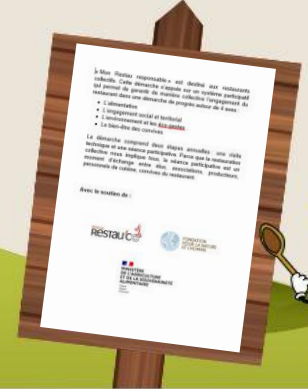 « Mon Restau responsable » est destiné aux restaurants
collectifs. Cette démarche s'appuie sur un système participatif
qui permet de garantir de manière collective l'engagement du
restaurant dans une démarche de progrès autour de 4 axes :
• L'alimentation
• L'engagement social et territorial
• L'environnement et les éco-gestes
• Le bien-être des convives
La démarche comprend deux étapes annuelles : une visite
technique et une séance participative. Parce que la restauration
collective nous implique tous, la séance participative est un
moment d'échange entre élus, associations, producteurs,
personnels de cuisine, convives du restaurant.
Avec le soutien de :
RESTAU'CO
FONDATION
POUR LA NATURE
ET L'HOMME
MINISTÈRE
DE L'AGRICULTURE
ET DE LA SOUVERAINETÉ
ALIMENTAIRE